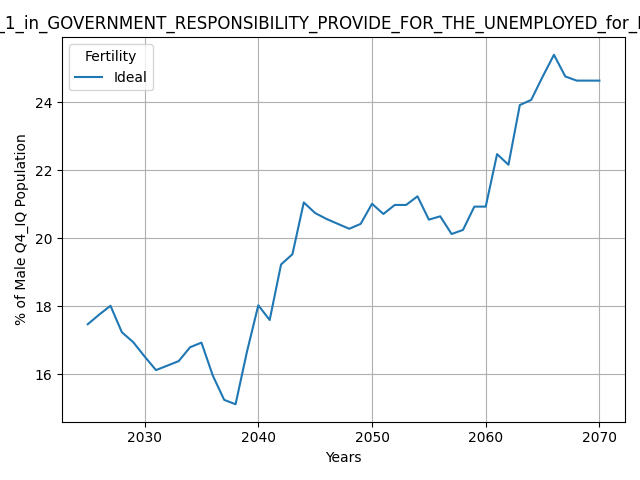 _1_in_GOVERNMENT_RESPONSIBILITY_PROVIDE_FOR_THE_UNEMPLOYED_for_
Fertility
Ideal
% of Male Q4_IQ Population
24
22
20
18
16
2030
2040
2050
2060
2070
Years